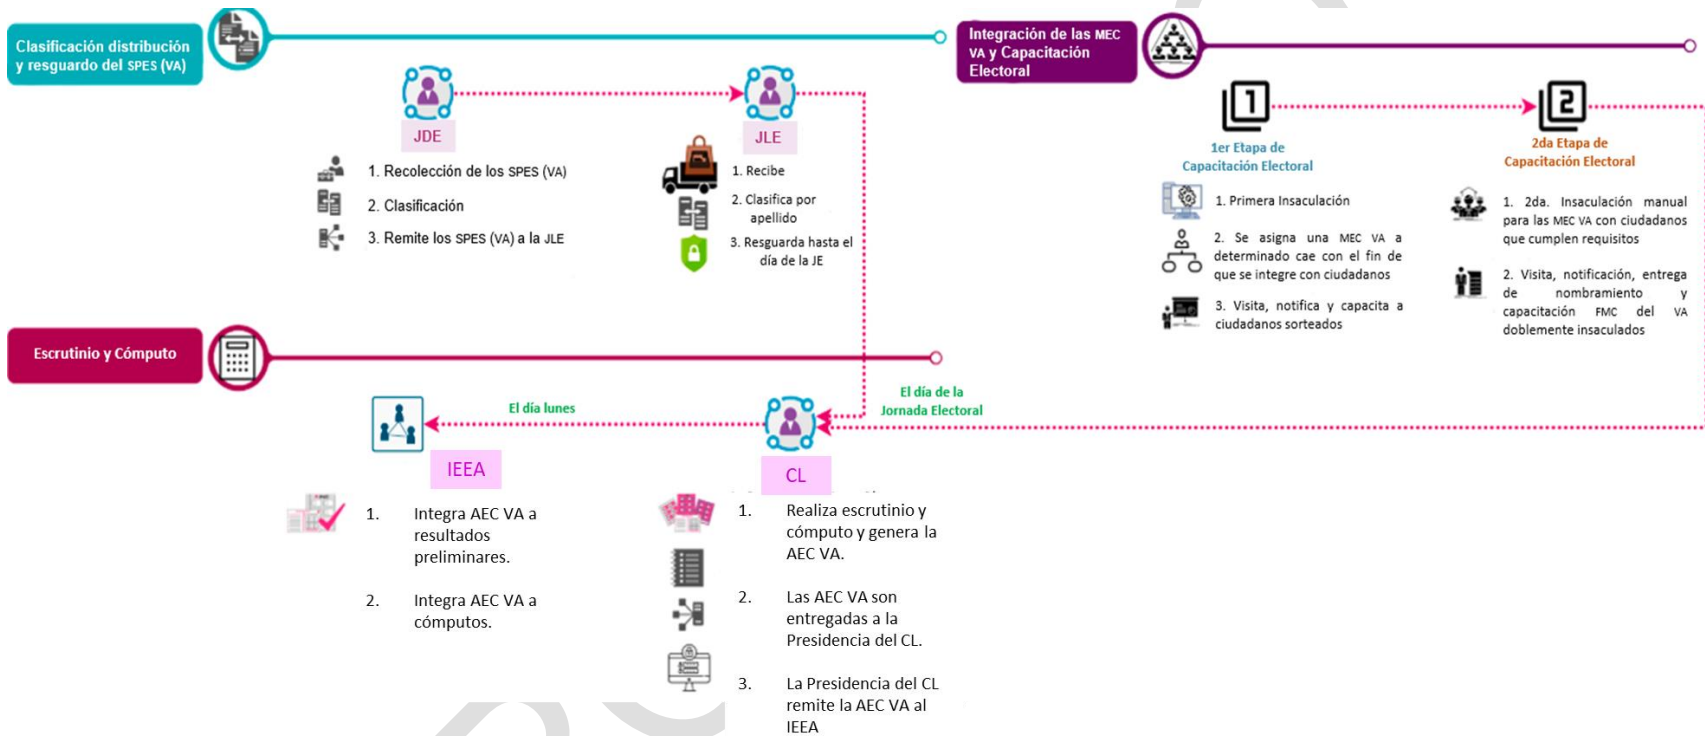 Clasificación distribución
y resguardo del SPES (VA)
JDE
1. Recolección de los SPES (VA)
2. Clasificación
3. Remite los SPES (VA) a la JLE
JLE
1. Recibe
2. Clasifica por
apellido
3. Resguarda hasta el
día de la JE
Integración de las MEC
VA y Capacitación
Electoral
1
1er Etapa de
Capacitación Electoral
1. Primera Insaculación
2. Se asigna una MEC VA a
determinado cae con el fin de
que se integre con ciudadanos
3. Visita, notifica y capacita a
ciudadanos sorteados
2
2da Etapa de
Capacitación Electoral
1. 2da. Insaculación manual
para las MEC VA con ciudadanos
que cumplen requisitos
2. Visita, notificación, entrega
de nombramiento y
capacitación FMC del VA
doblemente insaculados
Escrutinio y Cómputo
El día de la
Jornada Electoral
El día lunes
IEEA
1. Integra AEC VA a
resultados
preliminares.
2. Integra AEC VA a
cómputos.
CL
1. Realiza escrutinio y
cómputo y genera la
AEC VA.
2. Las AEC VA son
entregadas a la
Presidencia del CL.
3. La Presidencia del CL
remite la AEC VA al
IEEA